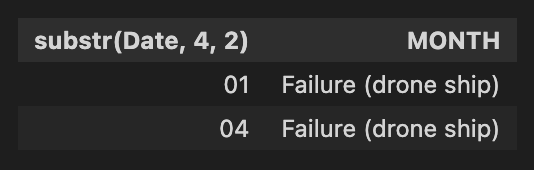 substr(Date, 4, 2) MONTH
01 Failure (drone ship)
04 Failure (drone ship)